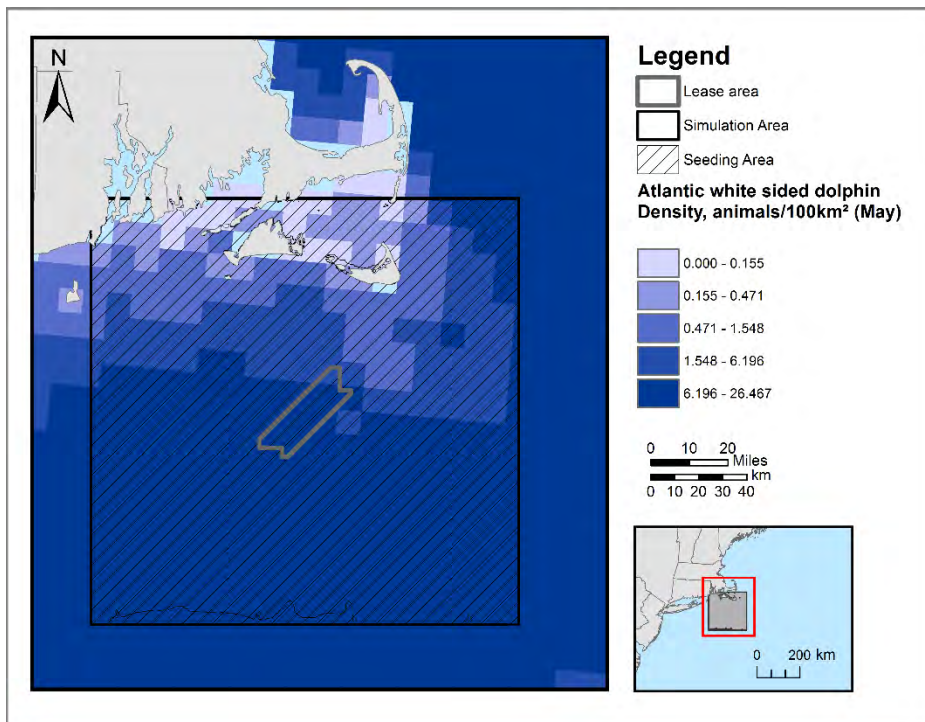 N
Legend
Lease area
Simulation Area
Seeding Area
Atlantic white sided dolphin
Density, animals/100km² (May)
0.000 - 0.155
0.155 - 0.471
0.471 - 1.548
1.548 - 6.196
6.196 - 26.467
0 10 20
Miles
km
0 10 20 30 40
0 200 km